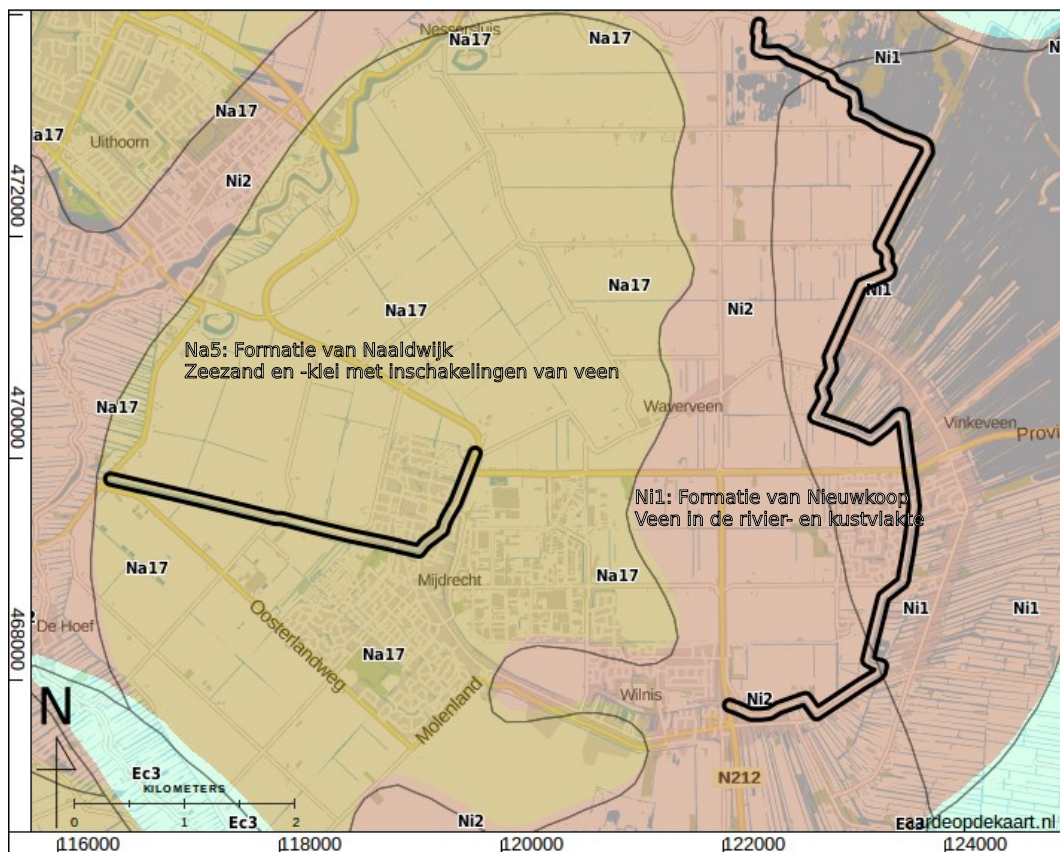 Nessersluis
Na17
Na17
Ni1
Na17
Na17
Uithoorn
Ni2
472000
Na17
Na17
Ni2
Ni1
Na5: Formatie van Naaldwijk
Zeezand en -klei met inschakelingen van veen
Na17
Waverveen
Vinkeveen
Provi
470000
Ni1: Formatie van Nieuwkoop
Veen in de rivier- en kustvlakte
Na17
Na17
Mijdrecht
Ni1
Ni1
De Hoef
Oosterlandweg
Na17
468000
Wilnis
Ni2
Molenland
N
N212
Ec3
KILOMETERS
0 1 2
Ec3
Ni2
Ec3
aardeopdekaart.nl
116000 118000 120000 122000 124000